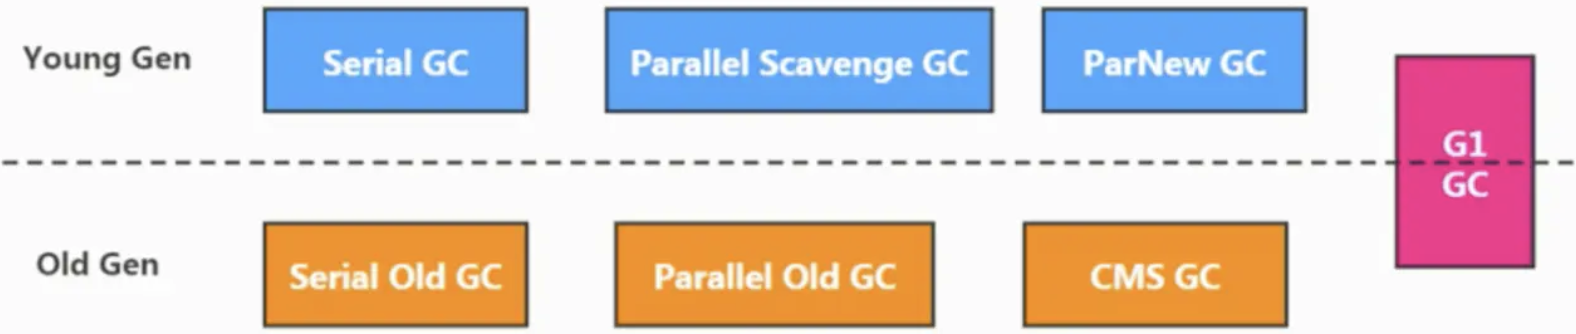 Young Gen
Serial GC
Parallel Scavenge GC
ParNew GC
G1
GC
Old Gen
Serial Old GC
Parallel Old GC
CMS GC